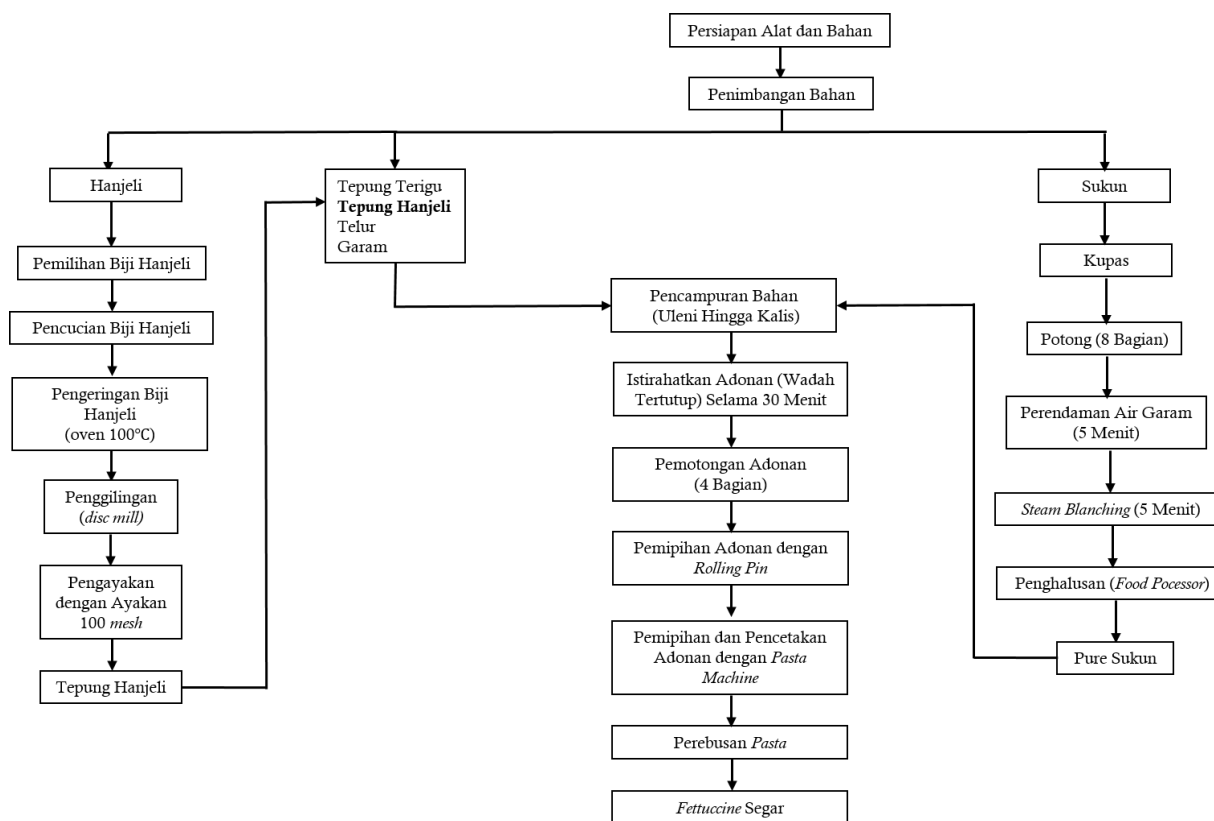 Persiapan Alat dan Bahan
Penimbangan Bahan
Hanjeli
Pemilihan Biji Hanjeli
Pencucian Biji Hanjeli
Pengeringan Biji
Hanjeli
(oven 100℃)
Penggilingan
(disc mill)
Pengayakan
dengan Ayakan
100 mesh
Tepung Hanjeli
Tepung Terigu
Tepung Hanjeli
Telur
Garam
Sukun
Kupas
Potong (8 Bagian)
Perendaman Air Garam
(5 Menit)
Steam Blanching (5 Menit)
Penghalusan (Food Pocessor)
Pure Sukun
Pencampuran Bahan
(Uleni Hingga Kalis)
Istirahatkan Adonan (Wadah
Tertutup) Selama 30 Menit
Pemotongan Adonan
(4 Bagian)
Pemipihan Adonan dengan
Rolling Pin
Pemipihan dan Pencetakan
Adonan dengan Pasta
Machine
Perebusan Pasta
Fettuccine Segar